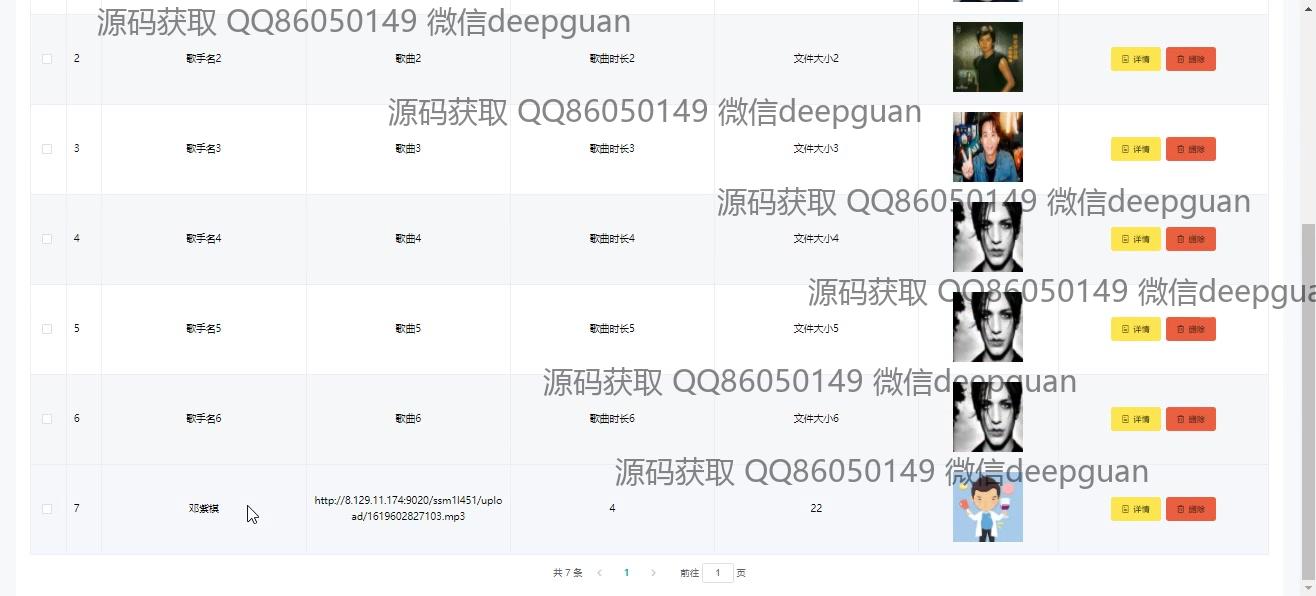 源码获取 QQ86050149 微信deepguan
2 歌手名2 歌曲2 歌曲时长2 文件大小2 详情 删除
源码获取 QQ86050149 微信deepguan
3 歌手名3 歌曲3 歌曲时长3 文件大小3 详情 删除
源码获取 QQ86050149 微信deepguan
4 歌手名4 歌曲4 歌曲时长4 文件大小4 详情 删除
源码获取 QQ86050149 微信deepgua
5 歌手名5 歌曲5 歌曲时长5 文件大小5 详情 删除
源码获取 QQ86050149 微信deepguan
6 歌手名6 歌曲6 歌曲时长6 文件大小6 详情 删除
源码获取 QQ86050149 微信deepguan
7 邓紫棋 http://8.129.11.174:9020/ssm1l451/uplo
ad/1619602827103.mp3 4 22 详情 删除
共 7 条 1 前往 1 页